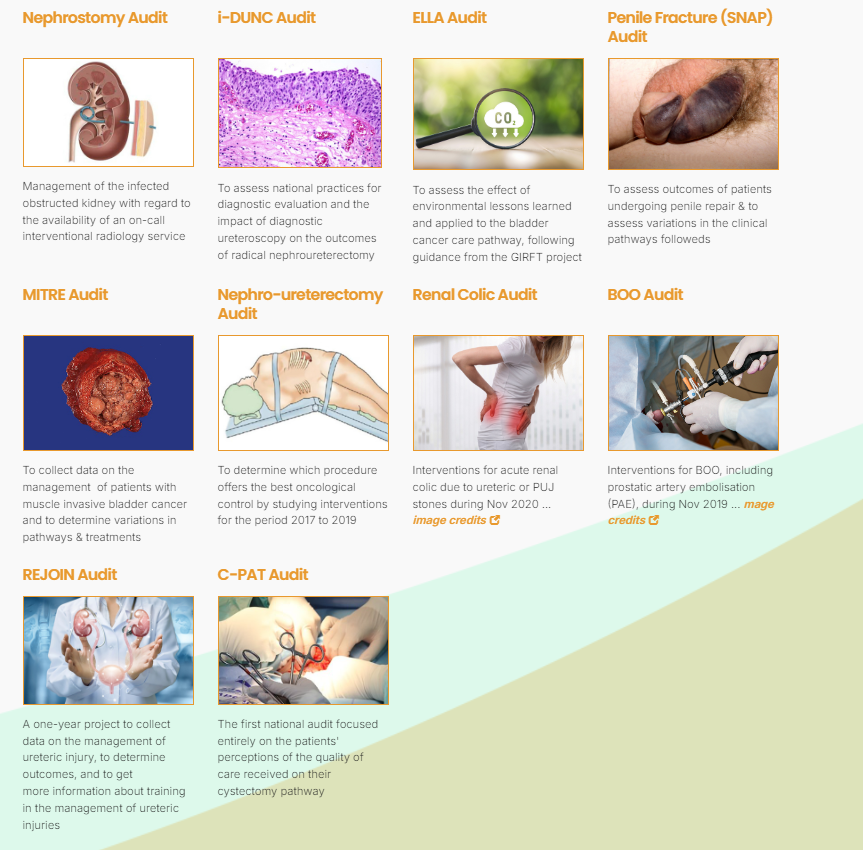 Nephrostomy Audit
Management of the infected
obstructed kidney with regard to
the availability of an on-call
interventional radiology service
i-DUNC Audit
To assess national practices for
diagnostic evaluation and the
impact of diagnostic
ureteroscopy on the outcomes
of radical nephroureterectomy
ELLA Audit
CO2
To assess the effect of
environmental lessons learned
and applied to the bladder
cancer care pathway, following
guidance from the GIRFT project
Penile Fracture (SNAP)
Audit
To assess outcomes of patients
undergoing penile repair & to
assess variations in the clinical
pathways followeds
MITRE Audit
To collect data on the
management  of patients with
muscle invasive bladder cancer
and to determine variations in
pathways & treatments
Nephro-ureterectomy
Audit
To determine which procedure
offers the best oncological
control by studying interventions
for the period 2017 to 2019
Renal Colic Audit
Interventions for acute renal
colic due to ureteric or PUJ
stones during Nov 2020 ...
image credits
BOO Audit
Interventions for BOO, including
prostatic artery embolisation
(PAE), during Nov 2019 ... mage
credits
REJOIN Audit
A one-year project to collect
data on the management of
ureteric injury, to determine
outcomes, and to get
more information about training
in the management of ureteric
injuries
C-PAT Audit
The first national audit focused
entirely on the patients'
perceptions of the quality of
care received on their
cystectomy pathway